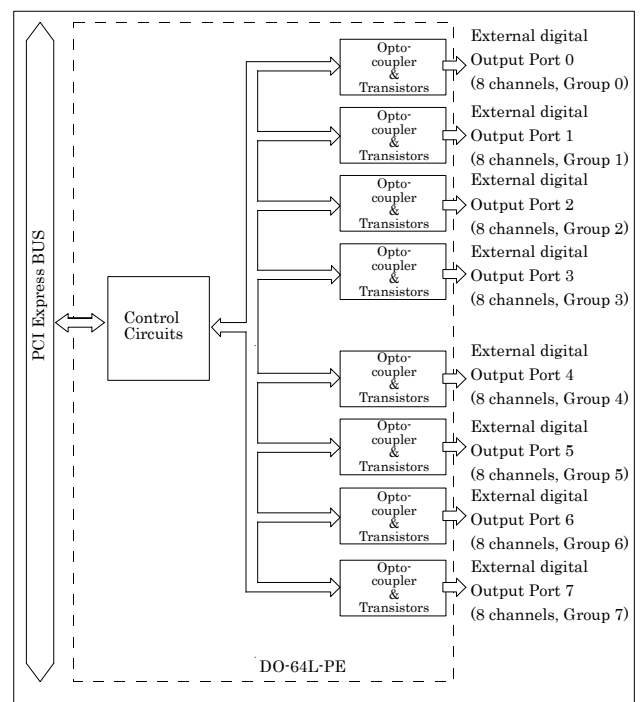 PCI Express BUS
Control
Circuits
Opto-
coupler
&
Transistors
External digital
Output Port 0
(8 channels, Group 0)
Opto-
coupler
&
Transistors
External digital
Output Port 1
(8 channels, Group 1)
Opto-
coupler
&
Transistors
External digital
Output Port 2
(8 channels, Group 2)
Opto-
coupler
&
Transistors
External digital
Output Port 3
(8 channels, Group 3)
Opto-
coupler
&
Transistors
External digital
Output Port 4
(8 channels, Group 4)
Opto-
coupler
&
Transistors
External digital
Output Port 5
(8 channels, Group 5)
Opto-
coupler
&
Transistors
External digital
Output Port 6
(8 channels, Group 6)
Opto-
coupler
&
Transistors
External digital
Output Port 7
(8 channels, Group 7)
DO-64L-PE